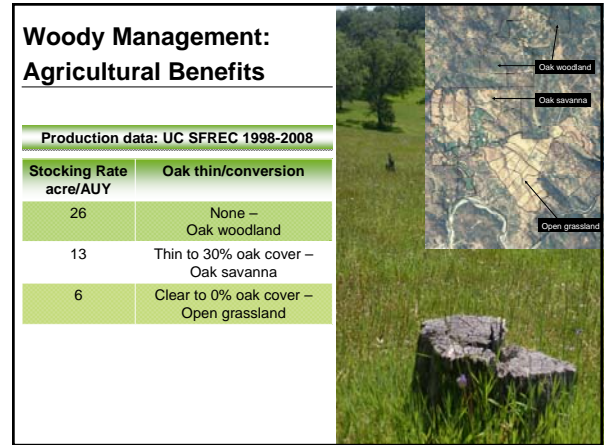 Woody Management:
Agricultural Benefits
Production data: UC SFREC 1998-2008
Stocking Rate
acre/AUY
Oak thin/conversion
26
None –
Oak woodland
13
Thin to 30% oak cover –
Oak savanna
6
Clear to 0% oak cover –
Open grassland
Oak woodland
Oak savanna
Open grassland